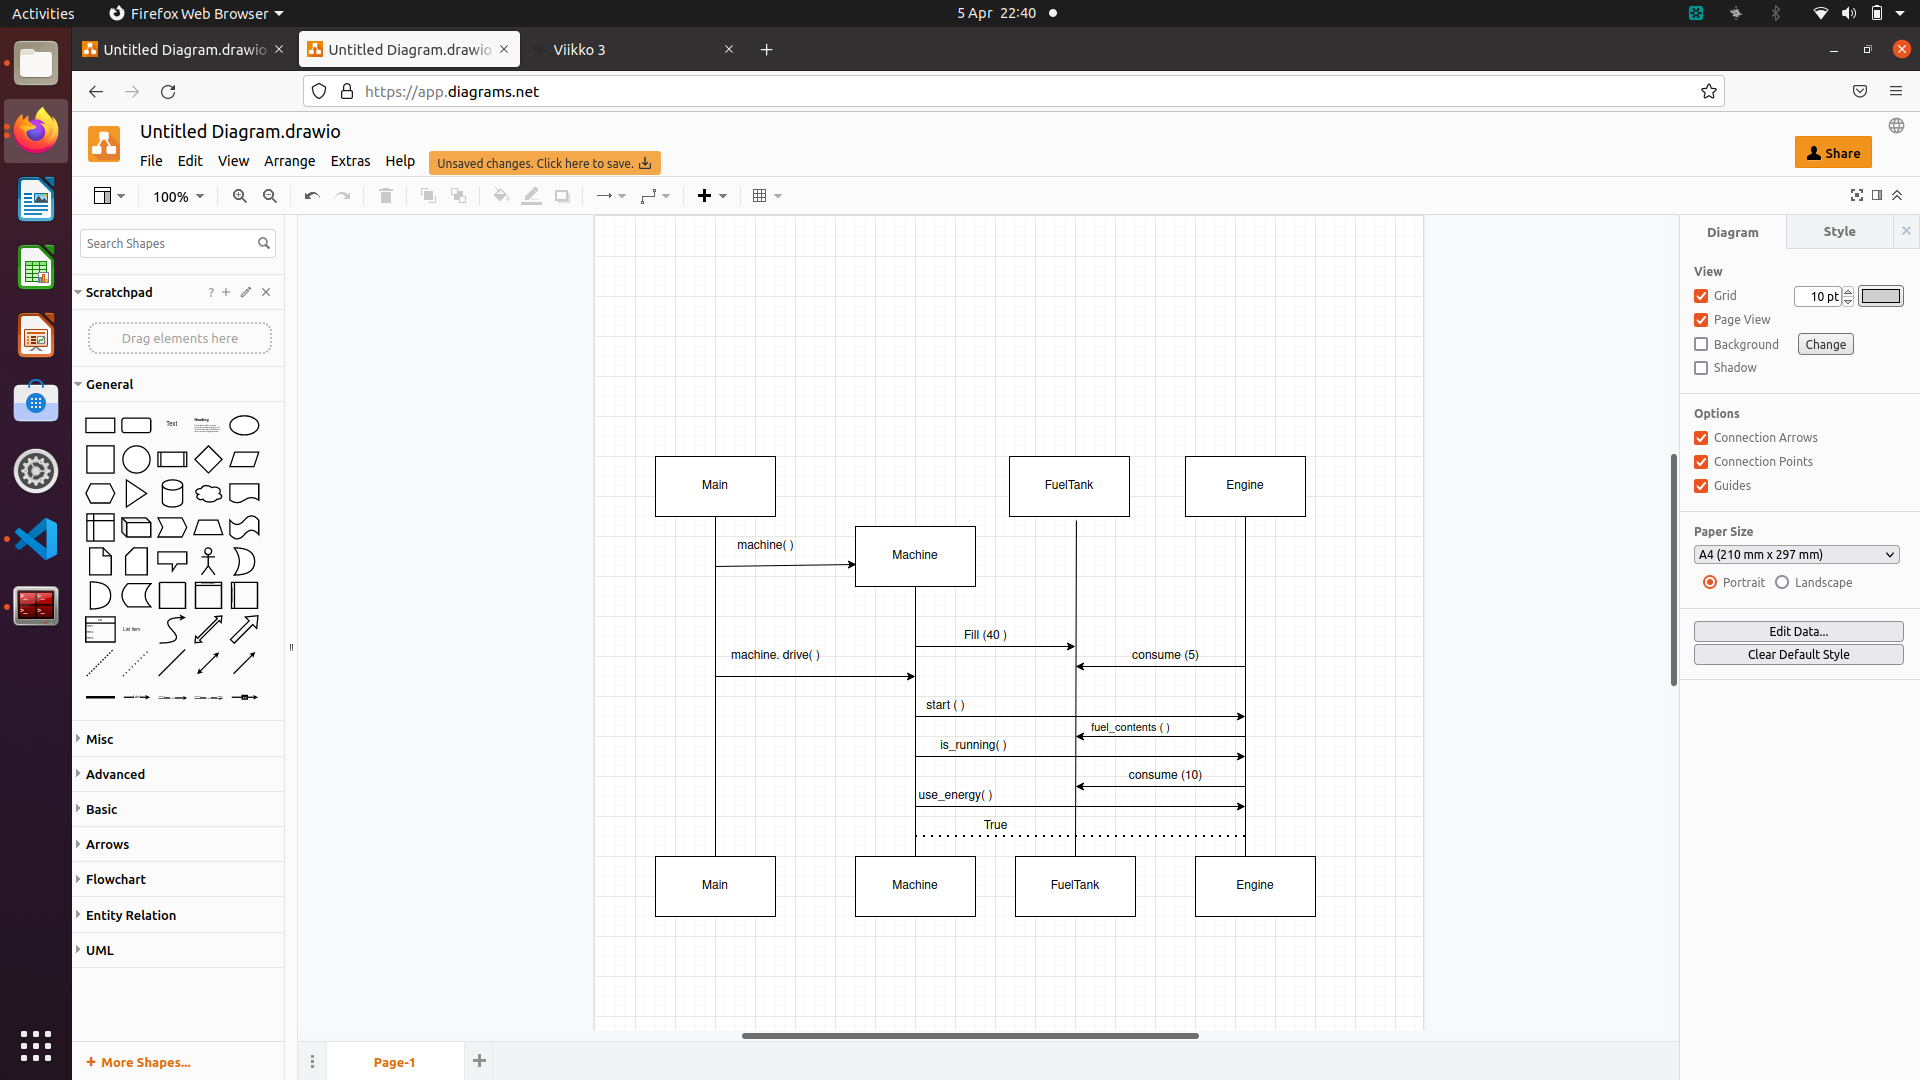 Activities
Firefox Web Browser
5 Apr 22:40
Untitled Diagram.drawio
Untitled Diagram.drawio
Viikko 3
https://app.diagrams.net
Untitled Diagram.drawio
File Edit View Arrange Extras Help
Unsaved changes. Click here to save.
Share
100%
Search Shapes
Scratchpad
?
Drag elements here
General
Text
Heading
List Item
Misc
Advanced
Basic
Arrows
Flowchart
Entity Relation
UML
+ More Shapes...
Main
FuelTank
Engine
machine( )
Machine
Fill (40 )
machine. drive( )
consume (5)
start ( )
fuel_contents ( )
is_running( )
consume (10)
use_energy( )
True
Main
Machine
FuelTank
Engine
Page-1
Diagram
Style
View
Grid
10 pt
Page View
Background
Change
Shadow
Options
Connection Arrows
Connection Points
Guides
Paper Size
A4 (210 mm x 297 mm)
Portrait
Landscape
Edit Data...
Clear Default Style